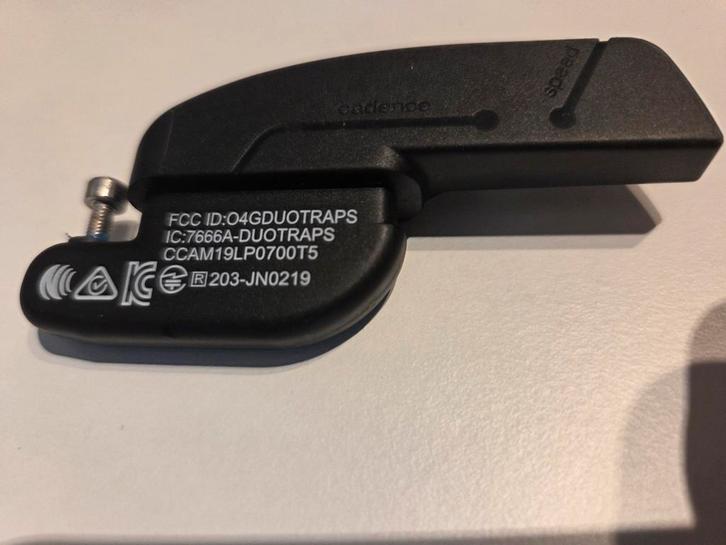 speed
cadence
FCC ID:O4GDUOTRAPS
IC:7666A-DUOTRAPS
CCAM19LP0700T5
R 203-JN0219